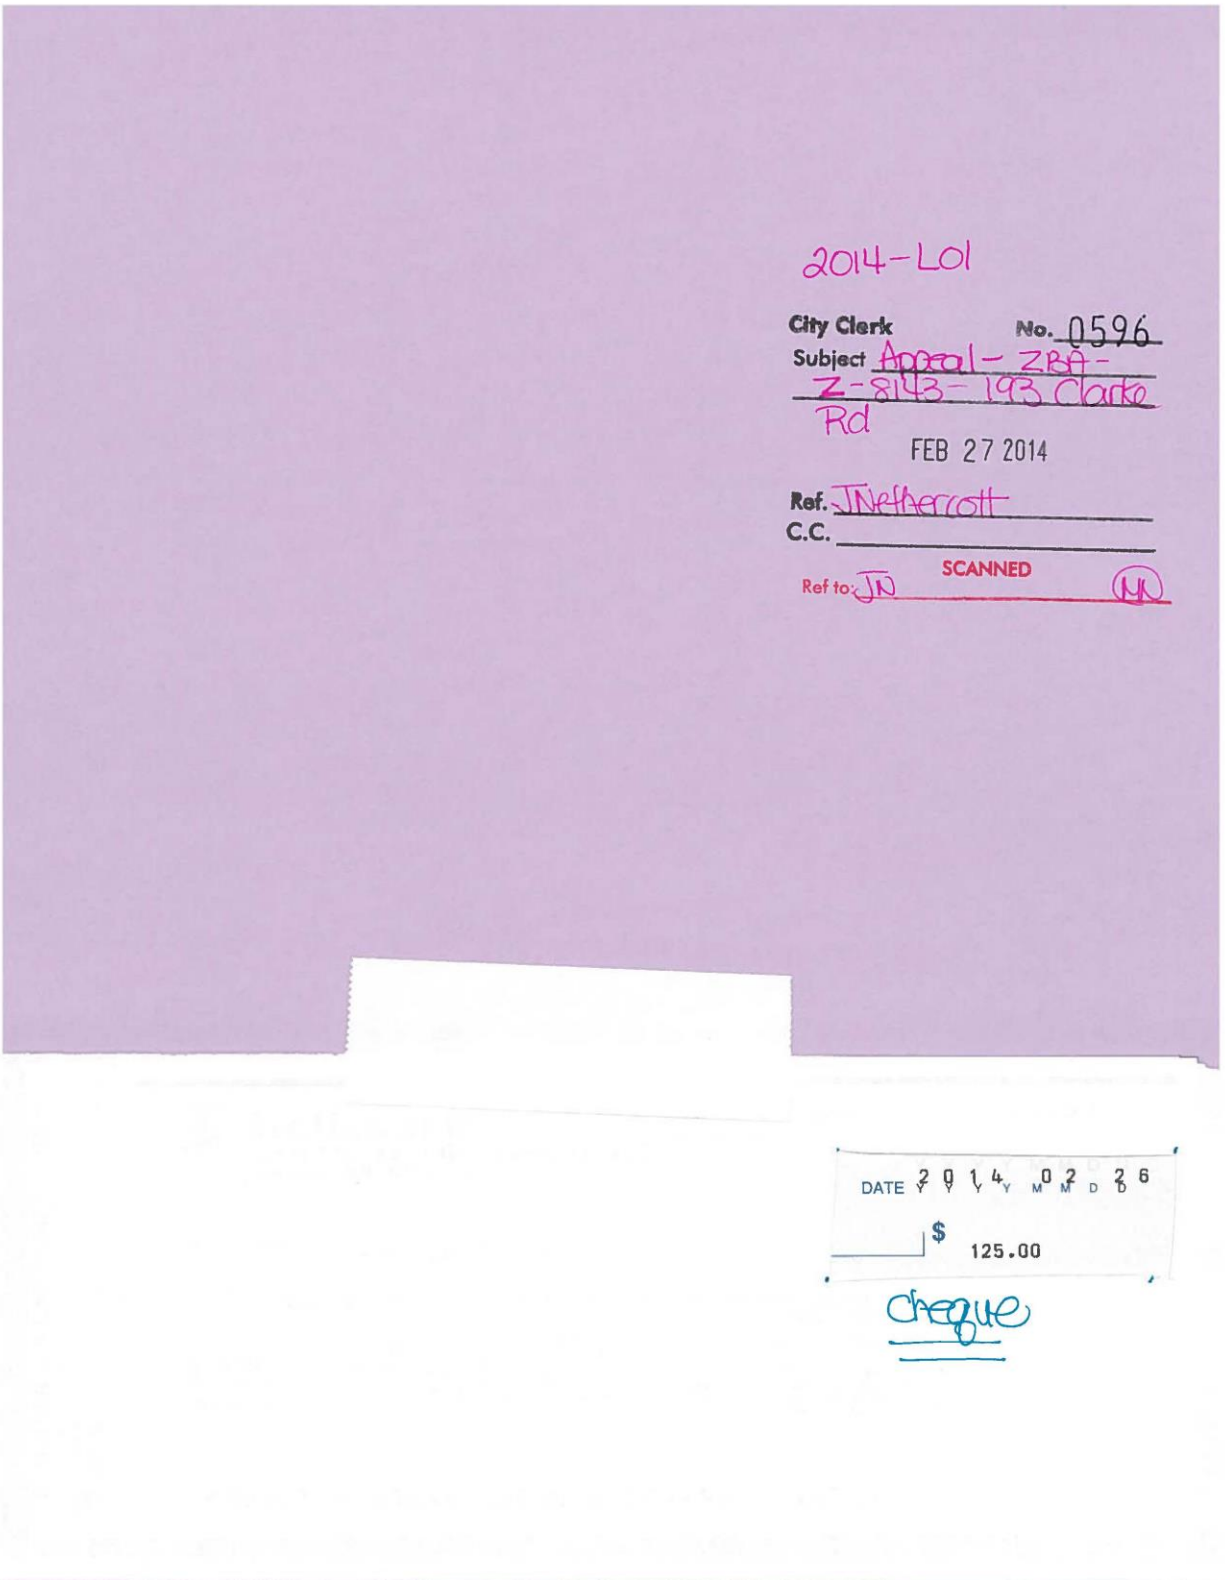 2014-L01
City Clerk No. 0596
Subject Appeal - ZBA -
Z-8143 - 193 Clarke
Rd
FEB 27 2014
Ref. JNethercott
C.C.
SCANNED
Ref to: JN MN
DATE 2014 02 26
Y Y Y Y M M D D
$ 125.00
cheque